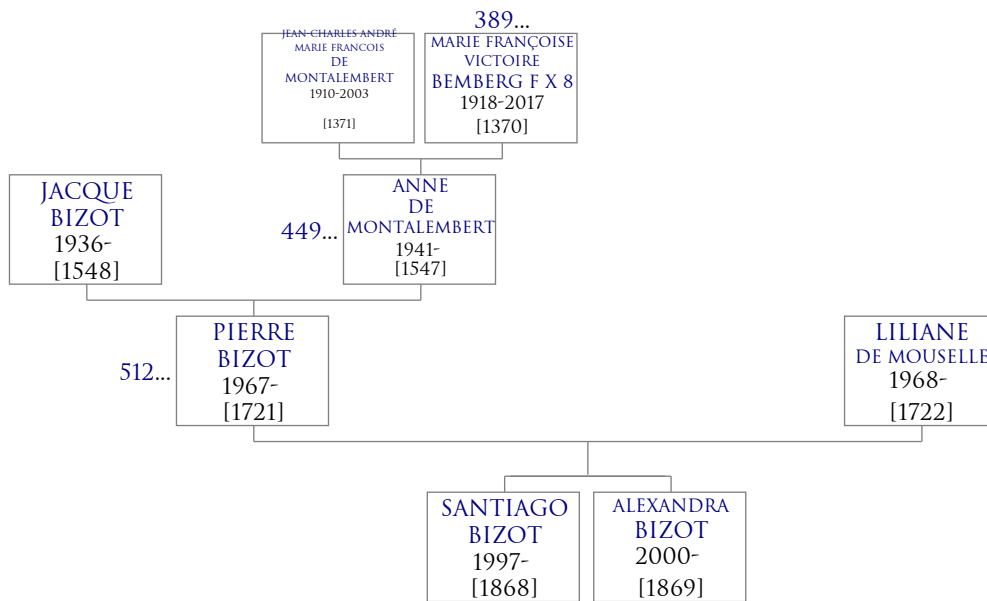 389...
JEAN-CHARLES ANDRÉ
MARIE FRANCOIS
DE
MONTALEMBERT
1910-2003
[1371]
MARIE FRANÇOISE
VICTOIRE
BEMBERG F X 8
1918-2017
[1370]
JACQUE
BIZOT
1936-
[1548]
449...
ANNE
DE
MONTALEMBERT
1941-
[1547]
512...
PIERRE
BIZOT
1967-
[1721]
LILIANE
DE MOUSELLE
1968-
[1722]
SANTIAGO
BIZOT
1997-
[1868]
ALEXANDRA
BIZOT
2000-
[1869]